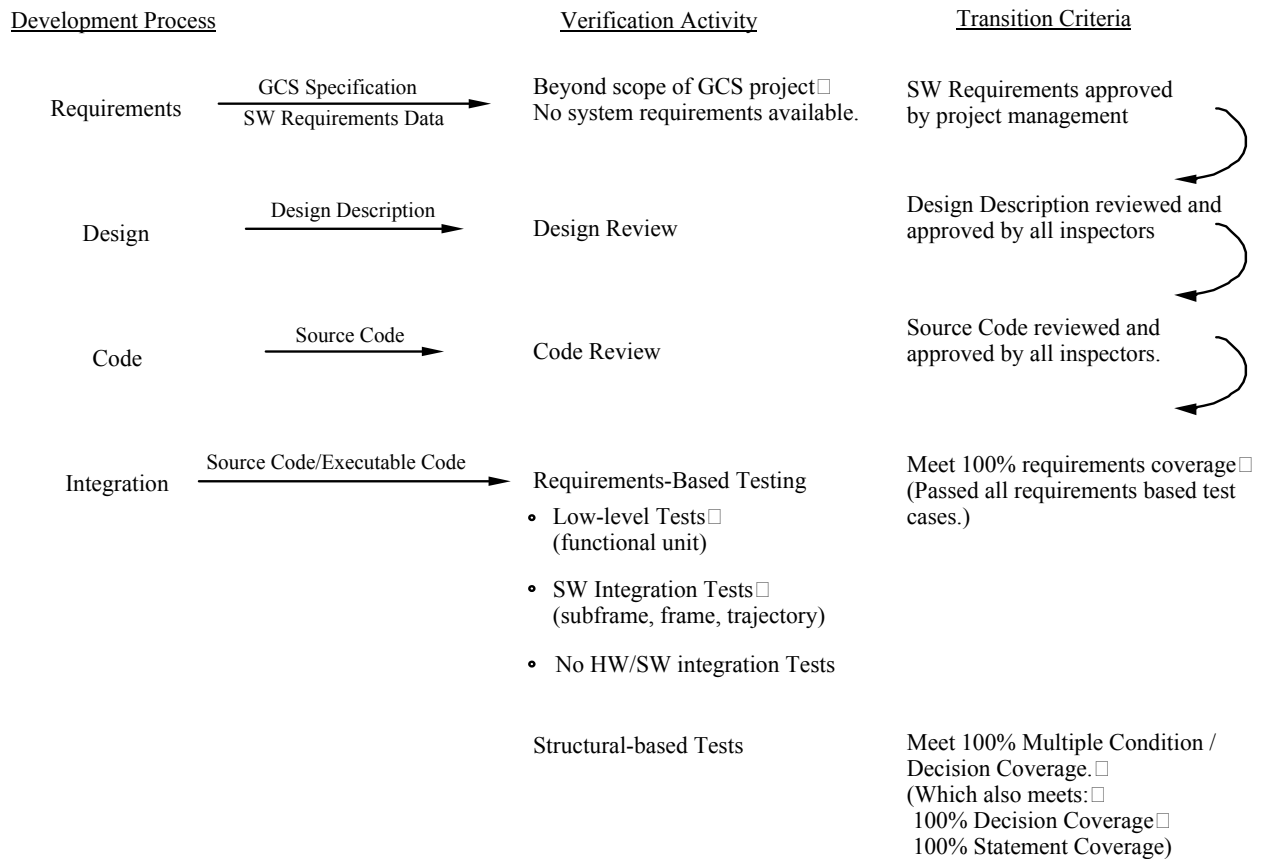 Development Process
Verification Activity
Transition Criteria
Requirements
GCS Specification
SW Requirements Data
Beyond scope of GCS project
No system requirements available.
SW Requirements approved
by project management
Design
Design Description
Design Review
Design Description reviewed and
approved by all inspectors
Code
Source Code
Code Review
Source Code reviewed and
approved by all inspectors.
Integration
Source Code/Executable Code
Requirements-Based Testing
Low-level Tests
(functional unit)
SW Integration Tests
(subframe, frame, trajectory)
No HW/SW integration Tests
Meet 100% requirements coverage
(Passed all requirements based test
cases.)
Structural-based Tests
Meet 100% Multiple Condition /
Decision Coverage.
(Which also meets:
100% Decision Coverage
100% Statement Coverage)